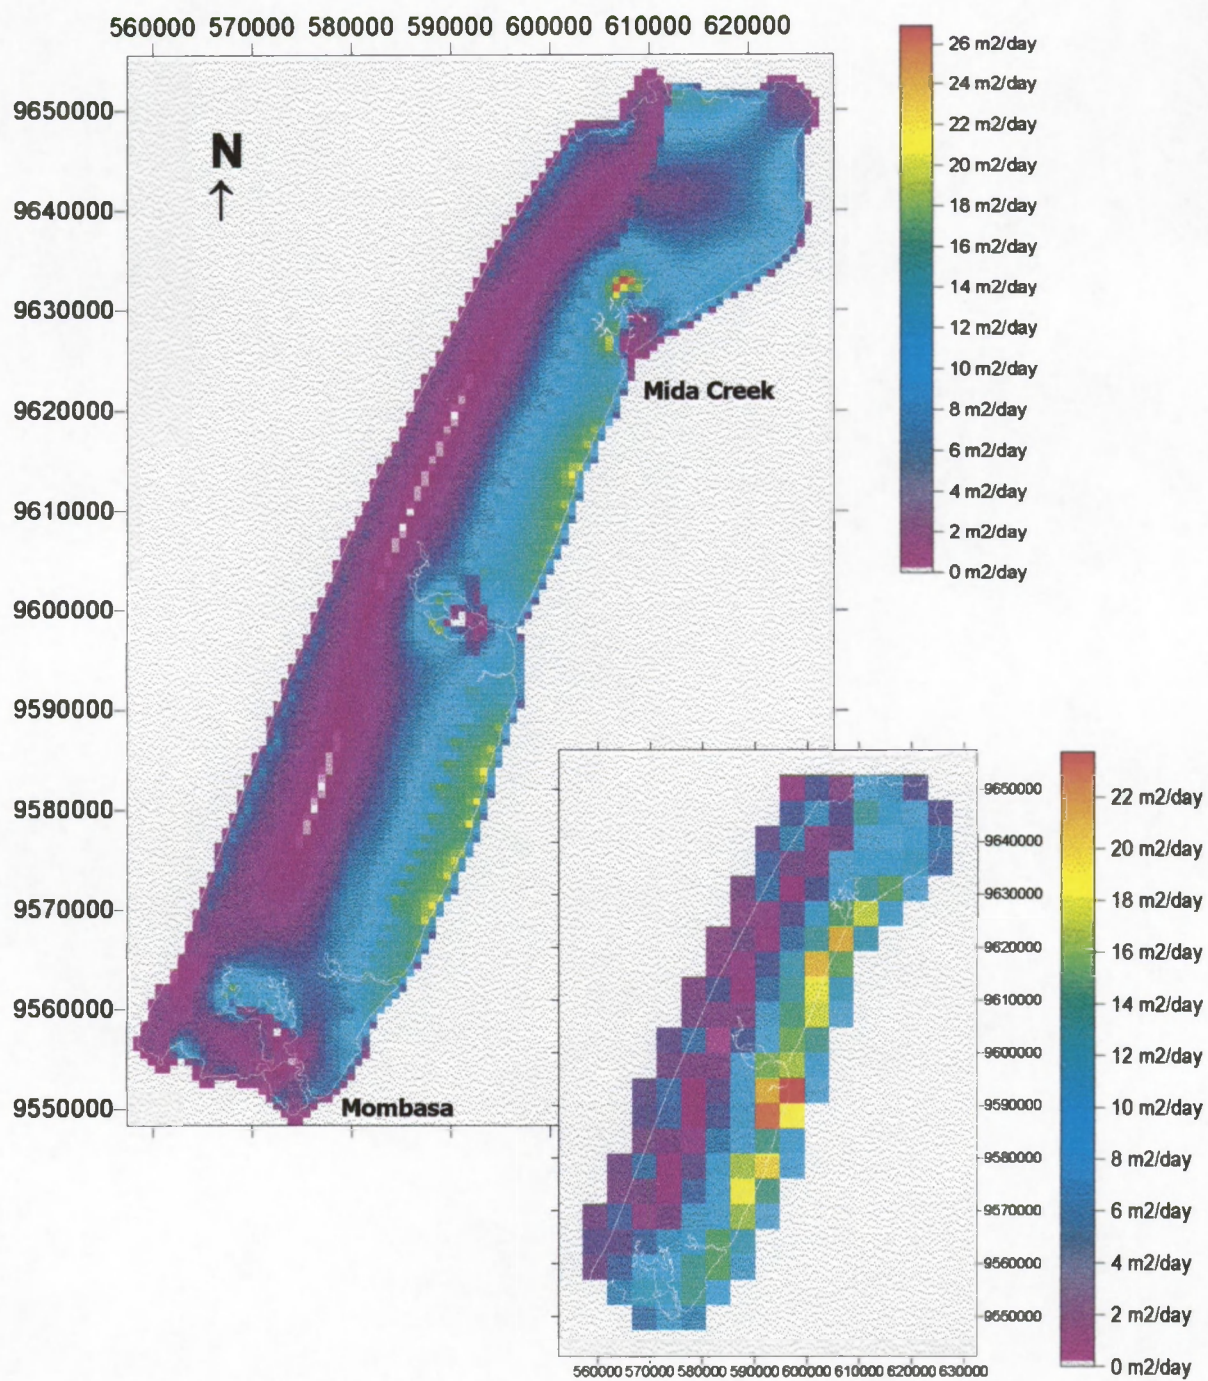 560000 570000 580000 590000 600000 610000 620000
26 m2/day
24 m2/day
22 m2/day
20 m2/day
18 m2/day
16 m2/day
14 m2/day
12 m2/day
10 m2/day
8 m2/day
6 m2/day
4 m2/day
2 m2/day
0 m2/day
9650000
9640000
9630000
9620000
9610000
9600000
9590000
9580000
9570000
9560000
9550000
N
Mida Creek
Mombasa
9650000
9640000
9630000
9620000
9610000
9600000
9590000
9580000
9570000
9560000
9550000
560000 570000 580000 590000 600000 610000 620000 630000
22 m2/day
20 m2/day
18 m2/day
16 m2/day
14 m2/day
12 m2/day
10 m2/day
8 m2/day
6 m2/day
4 m2/day
2 m2/day
0 m2/day